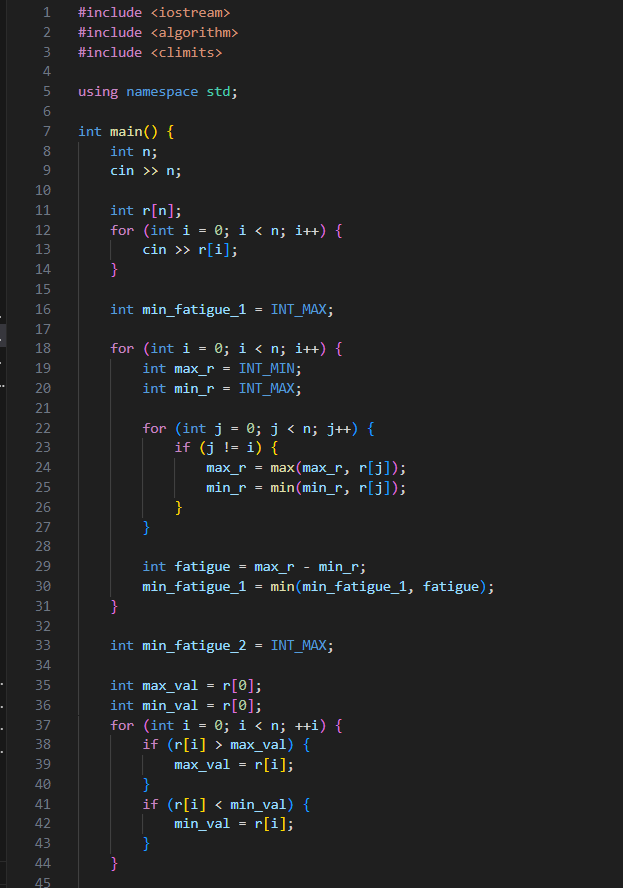 1 #include <iostream>
2 #include <algorithm>
3 #include <climits>
4
5 using namespace std;
6
7 int main() {
8     int n;
9     cin >> n;
10
11     int r[n];
12     for (int i = 0; i < n; i++) {
13         cin >> r[i];
14     }
15
16     int min_fatigue_1 = INT_MAX;
17
18     for (int i = 0; i < n; i++) {
19         int max_r = INT_MIN;
20         int min_r = INT_MAX;
21
22         for (int j = 0; j < n; j++) {
23             if (j != i) {
24                 max_r = max(max_r, r[j]);
25                 min_r = min(min_r, r[j]);
26             }
27         }
28
29         int fatigue = max_r - min_r;
30         min_fatigue_1 = min(min_fatigue_1, fatigue);
31     }
32
33     int min_fatigue_2 = INT_MAX;
34
35     int max_val = r[0];
36     int min_val = r[0];
37     for (int i = 0; i < n; ++i) {
38         if (r[i] > max_val) {
39             max_val = r[i];
40         }
41         if (r[i] < min_val) {
42             min_val = r[i];
43         }
44     }
45